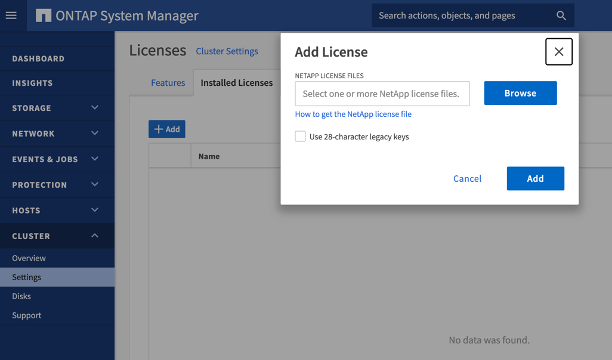 ONTAP System Manager
Search actions, objects, and pages
DASHBOARD
INSIGHTS
STORAGE
NETWORK
EVENTS & JOBS
PROTECTION
HOSTS
CLUSTER
Overview
Settings
Disks
Support
Licenses Cluster Settings
Features Installed Licenses
+ Add
Name
No data was found.
Add License
NETAPP LICENSE FILES
Select one or more NetApp license files.
Browse
How to get the NetApp license file
Use 28-character legacy keys
Cancel
Add